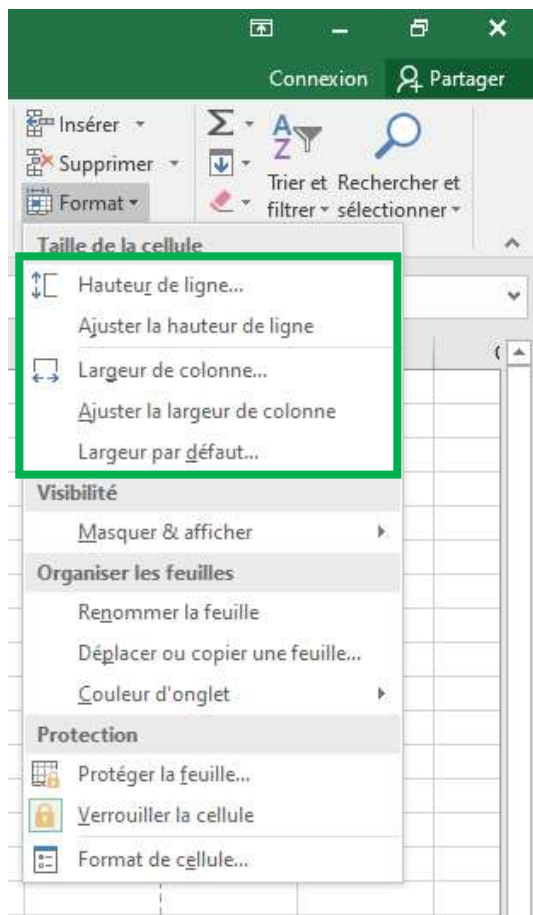 Connexion Partager
Insérer
Supprimer
Format
Σ
A
Z
Trier et
filtrer
Rechercher et
sélectionner
Taille de la cellule
Hauteur de ligne...
Ajuster la hauteur de ligne
Largeur de colonne...
Ajuster la largeur de colonne
Largeur par défaut...
Visibilité
Masquer & afficher
Organiser les feuilles
Renommer la feuille
Déplacer ou copier une feuille...
Couleur d'onglet
Protection
Protéger la feuille...
Verrouiller la cellule
Format de cellule...